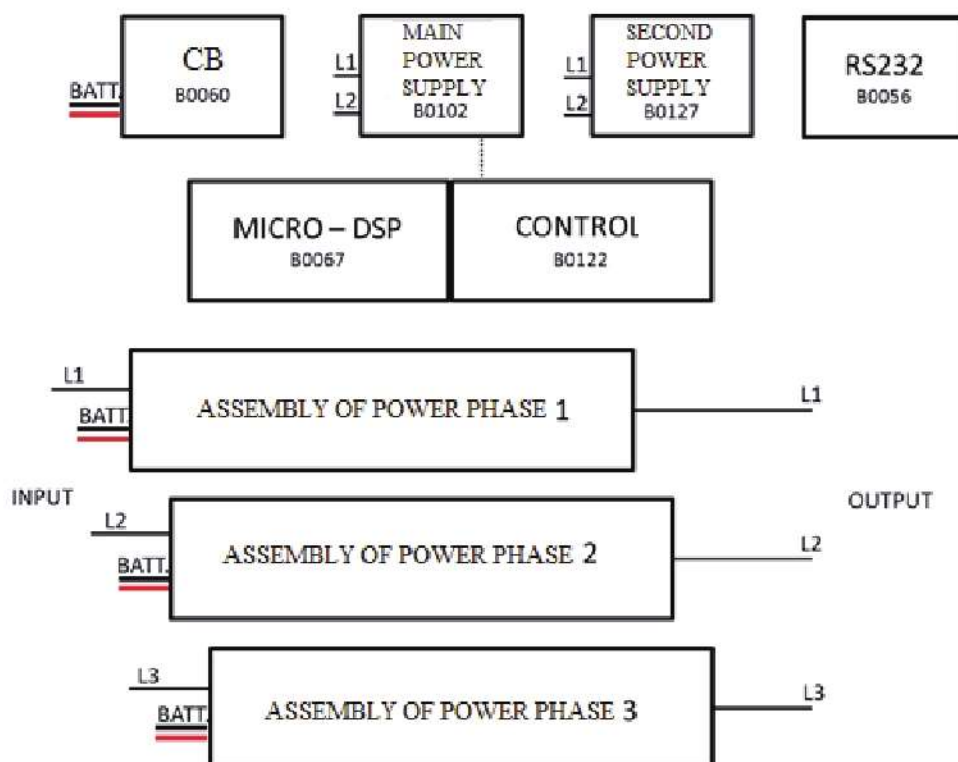 BATT.
CB
B0060
L1
L2
MAIN
POWER
SUPPLY
B0102
L1
L2
SECOND
POWER
SUPPLY
B0127
RS232
B0056
MICRO – DSP
B0067
CONTROL
B0122
L1
BATT.
ASSEMBLY OF POWER PHASE 1
L1
INPUT
OUTPUT
L2
BATT.
ASSEMBLY OF POWER PHASE 2
L2
L3
BATT.
ASSEMBLY OF POWER PHASE 3
L3